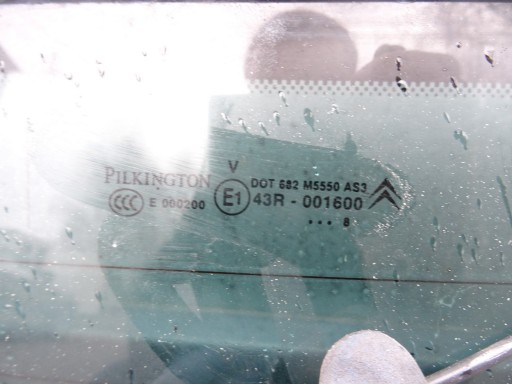 V
PILKINGTON
DOT 682 M5550 AS3
CCC E 000200 E1 43R - 001600
... 8